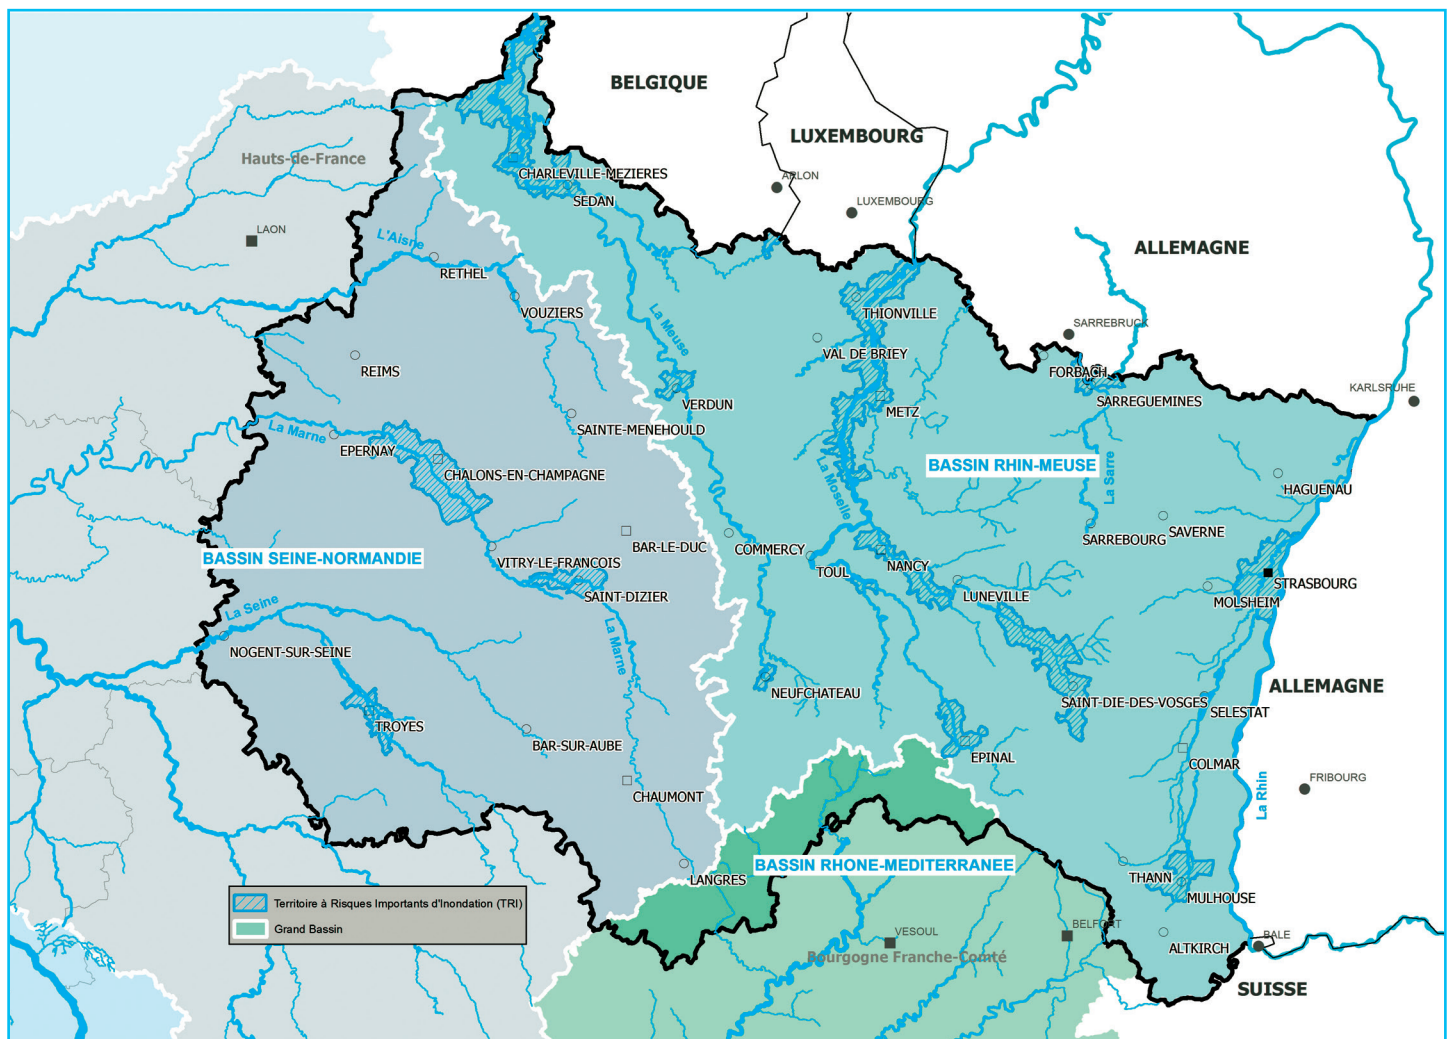 BELGIQUE
LUXEMBOURG
Hauts-de-France
CHARLEVILLE-MEZIERES
ARLON
SEDAN
LUXEMBOURG
LAON
L'Aisne
ALLEMAGNE
RETHEL
VOUZIERS
THIONVILLE
La Meuse
SARREBRUCK
VAL DE BRIEY
REIMS
FORBACH
KARLSRUHE
VERDUN
SARREGUEMINES
METZ
SAINTE-MENEHOULD
La Marne
EPERNAY
BASSIN RHIN-MEUSE
La Sarre
CHALONS-EN-CHAMPAGNE
La Moselle
HAGUENAU
SAVERNE
SARREBOURG
BAR-LE-DUC
COMMERCY
BASSIN SEINE-NORMANDIE
VITRY-LE-FRANCOIS
NANCY
TOUL
STRASBOURG
SAINT-DIZIER
LUNEVILLE
MOLSHEIM
La Seine
La Marne
NOGENT-SUR-SEINE
ALLEMAGNE
NEUFCHATEAU
SAINT-DIE-DES-VOSGES
SELESTAT
TROYES
BAR-SUR-AUBE
EPINAL
COLMAR
FRIBOURG
La Rhin
CHAUMONT
BASSIN RHONE-MEDITERRANEE
LANGRES
THANN
MULHOUSE
Territoire à Risques Importants d'Inondation (TRI)
Grand Bassin
VESOUL
BELFORT
BALE
ALTKIRCH
Bourgogne Franche-Comté
SUISSE